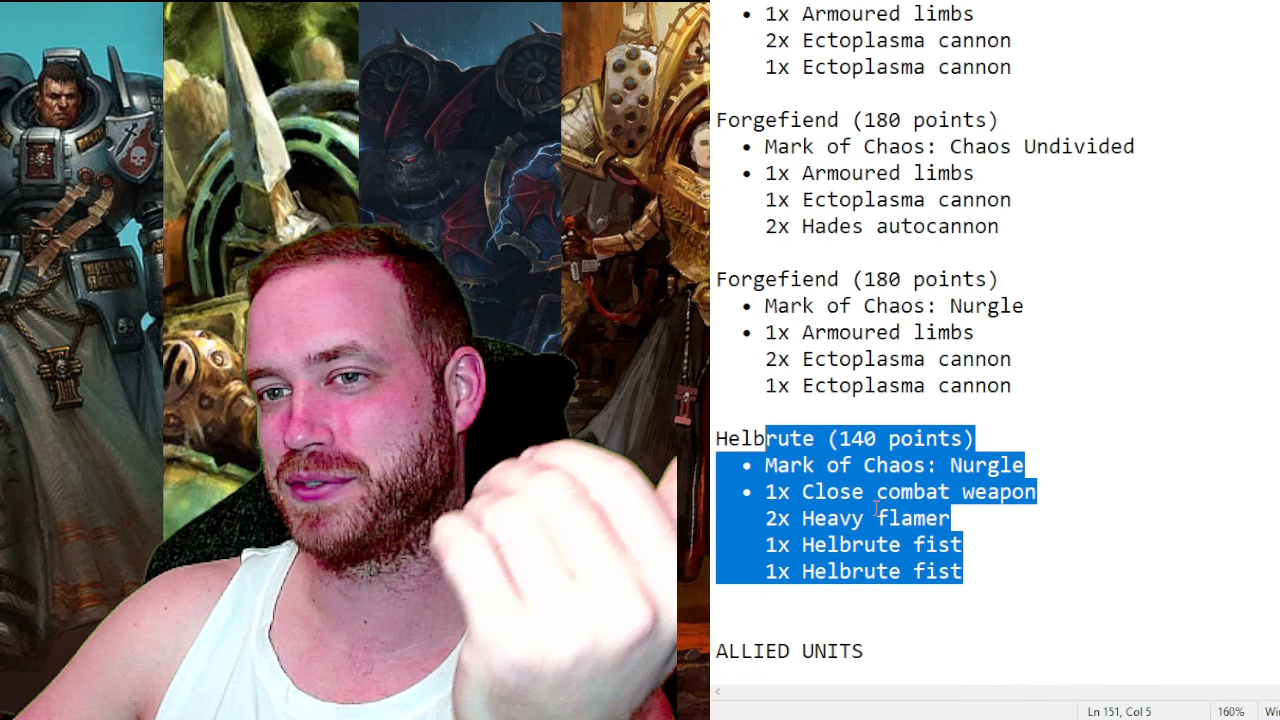 • 1x Armoured limbs
2x Ectoplasma cannon
1x Ectoplasma cannon
Forgefiend (180 points)
• Mark of Chaos: Chaos Undivided
• 1x Armoured limbs
1x Ectoplasma cannon
2x Hades autocannon
Forgefiend (180 points)
• Mark of Chaos: Nurgle
• 1x Armoured limbs
2x Ectoplasma cannon
1x Ectoplasma cannon
Helbrute (140 points)
• Mark of Chaos: Nurgle
• 1x Close combat weapon
2x Heavy flamer
1x Helbrute fist
1x Helbrute fist
ALLIED UNITS
Ln 151, Col 5
160%